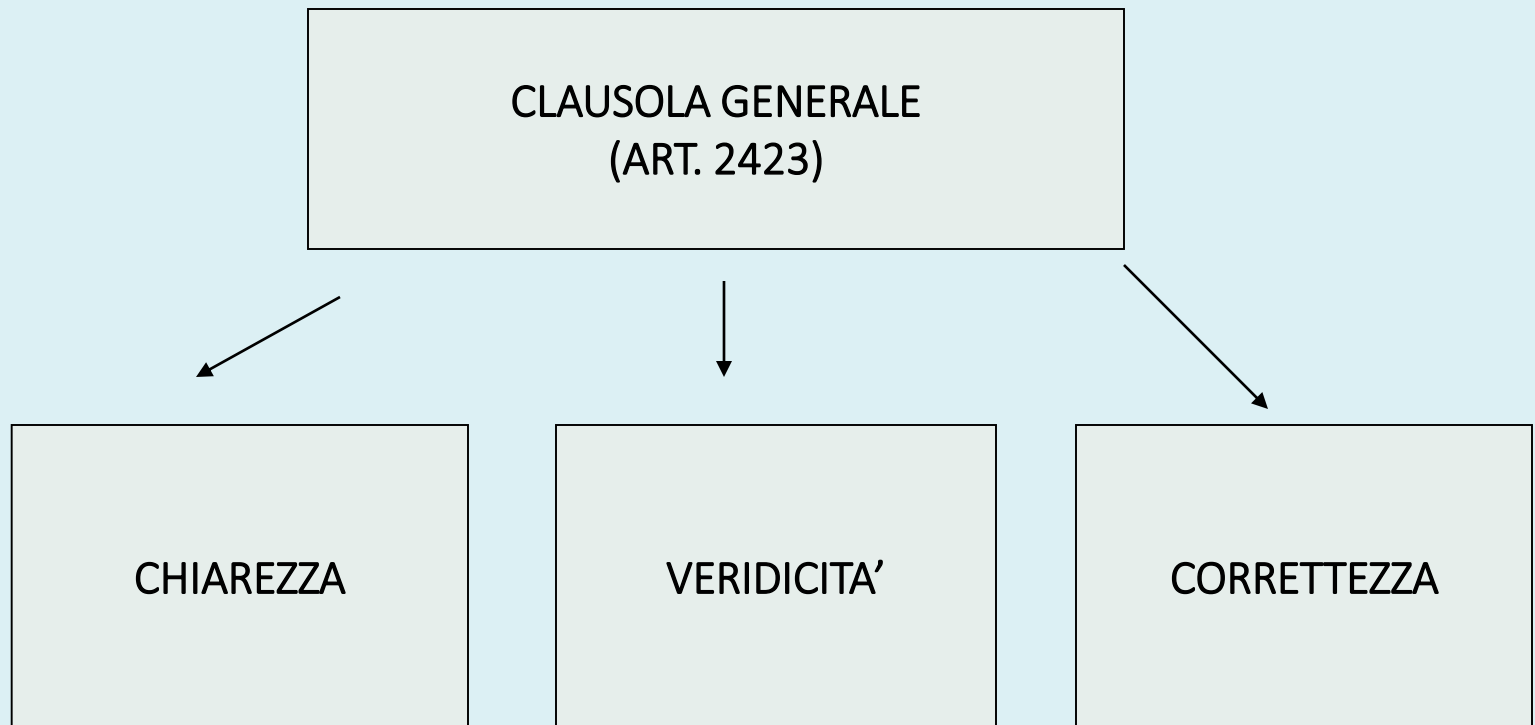 CLAUSOLA GENERALE
(ART. 2423)
CHIAREZZA
VERIDICITA’
CORRETTEZZA